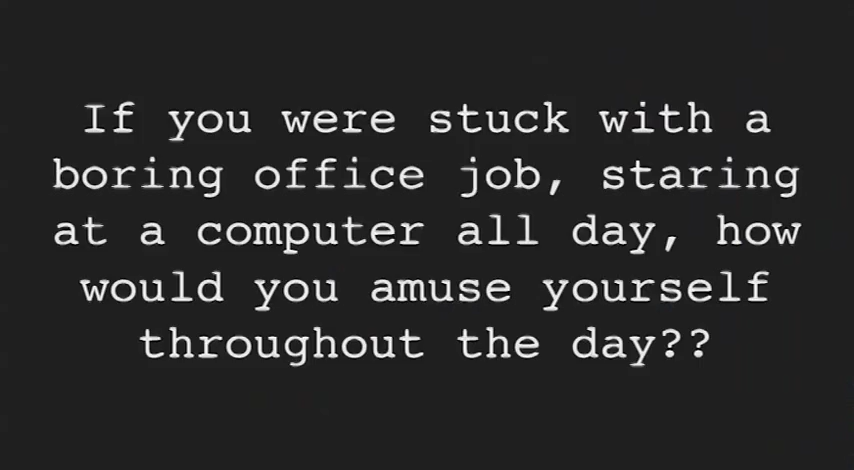 If you were stuck with a
boring office job, staring
at a computer all day, how
would you amuse yourself
throughout the day??